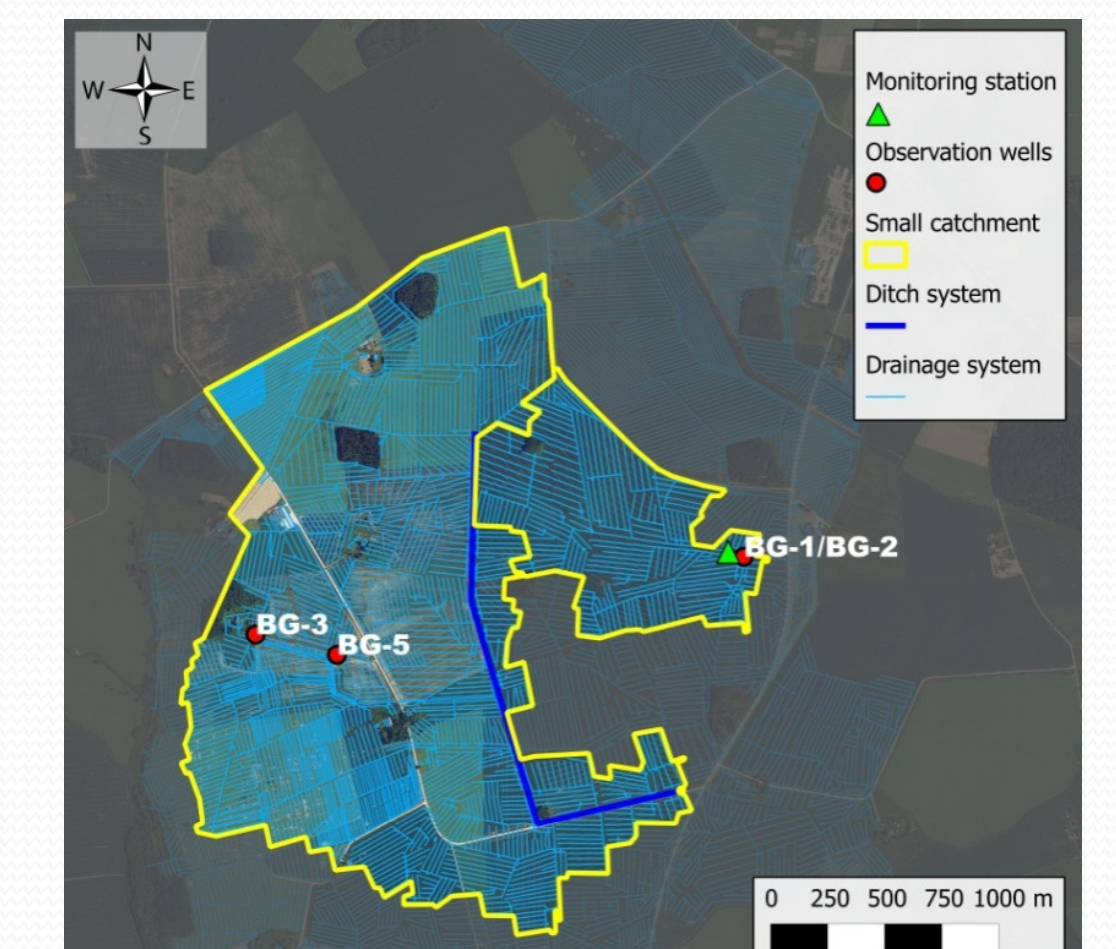 N
W E
S
Monitoring station
Observation wells
Small catchment
Ditch system
Drainage system
BG-1/BG-2
BG-3
BG-5
0 250 500 750 1000 m